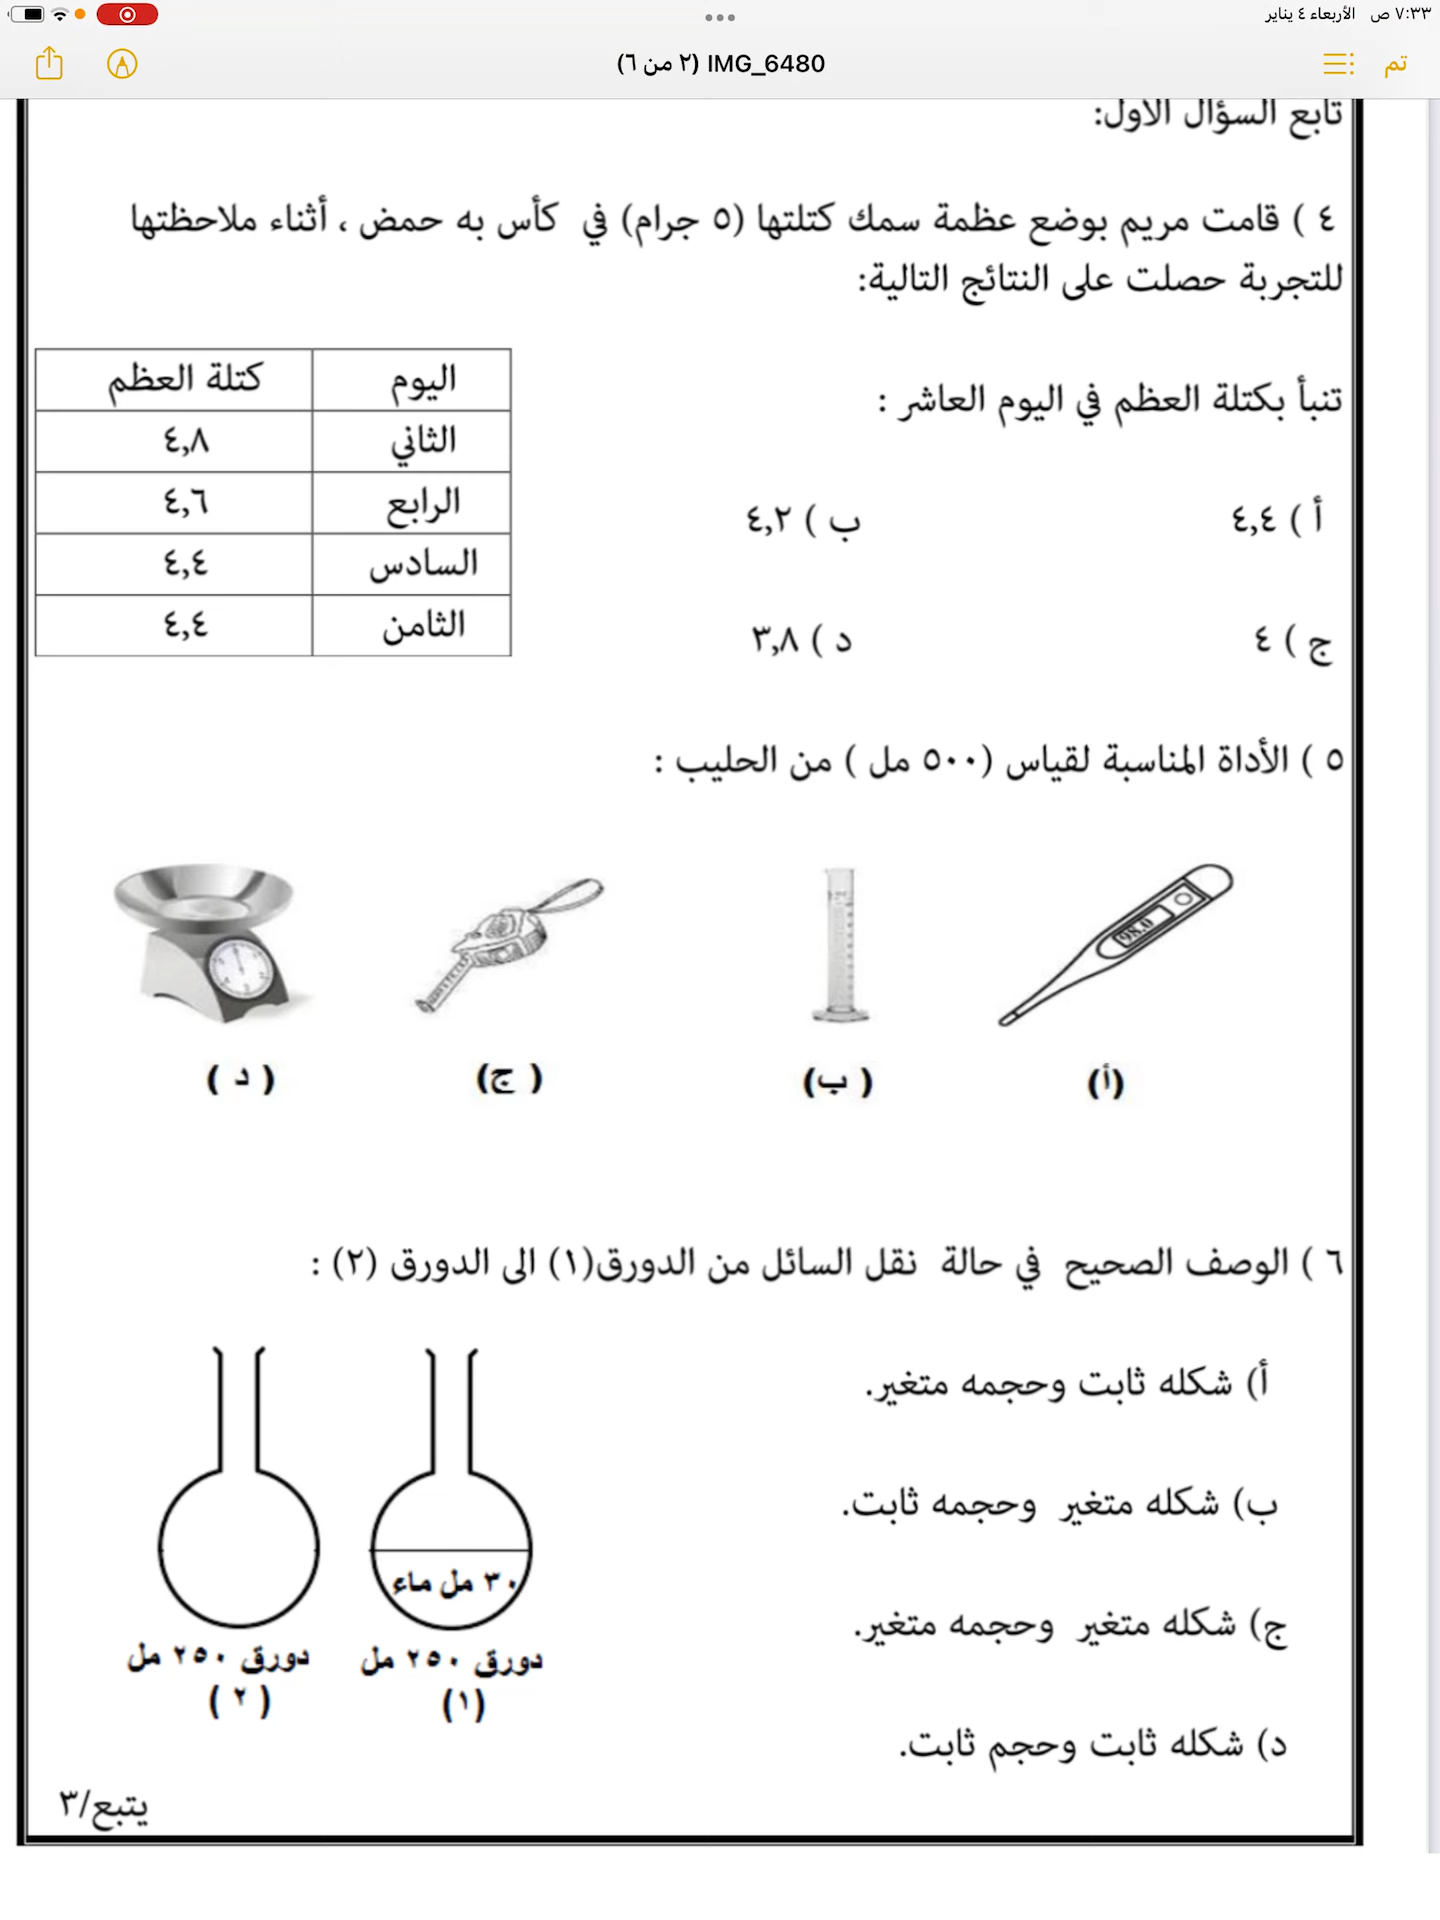 ٧:٣٣ ص الأربعاء ٤ يناير
تم
IMG_6480 (٢ من ٦)
تابع السؤال الاول:
٤ ) قامت مريم بوضع عظمة سمك كتلتها (٥ جرام) في كأس به حمض ، أثناء ملاحظتها
للتجربة حصلت على النتائج التالية:
تنبأ بكتلة العظم في اليوم العاشر :
أ ) ٤,٤
ب ) ٤,٢
ج ) ٤
د ) ٣,٨
اليوم كتلة العظم
الثاني ٤,٨
الرابع ٤,٦
السادس ٤,٤
الثامن ٤,٤
٥ ) الأداة المناسبة لقياس (٥٠٠ مل ) من الحليب :
98.0
(أ) ( ب) ( ج) ( د )
٦ ) الوصف الصحيح في حالة نقل السائل من الدورق(١) الى الدورق (٢) :
أ) شكله ثابت وحجمه متغير.
ب) شكله متغير وحجمه ثابت.
ج) شكله متغير وحجمه متغير.
د) شكله ثابت وحجم ثابت.
٣٠ مل ماء
دورق ٢٥٠ مل
(١)
دورق ٢٥٠ مل
( ٢ )
يتبع/٣